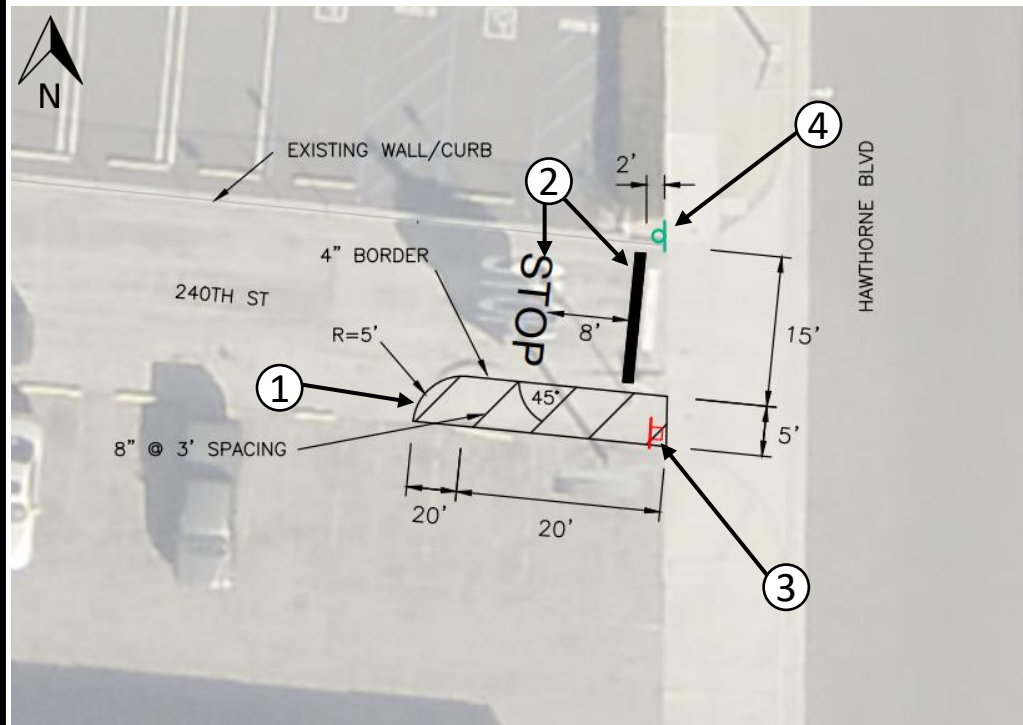 N
EXISTING WALL/CURB
2
2'
4
HAWTHORNE BLVD
4" BORDER
240TH ST
STOP
8'
15'
R=5'
1
45°
8" @ 3' SPACING
5'
20'
20'
3